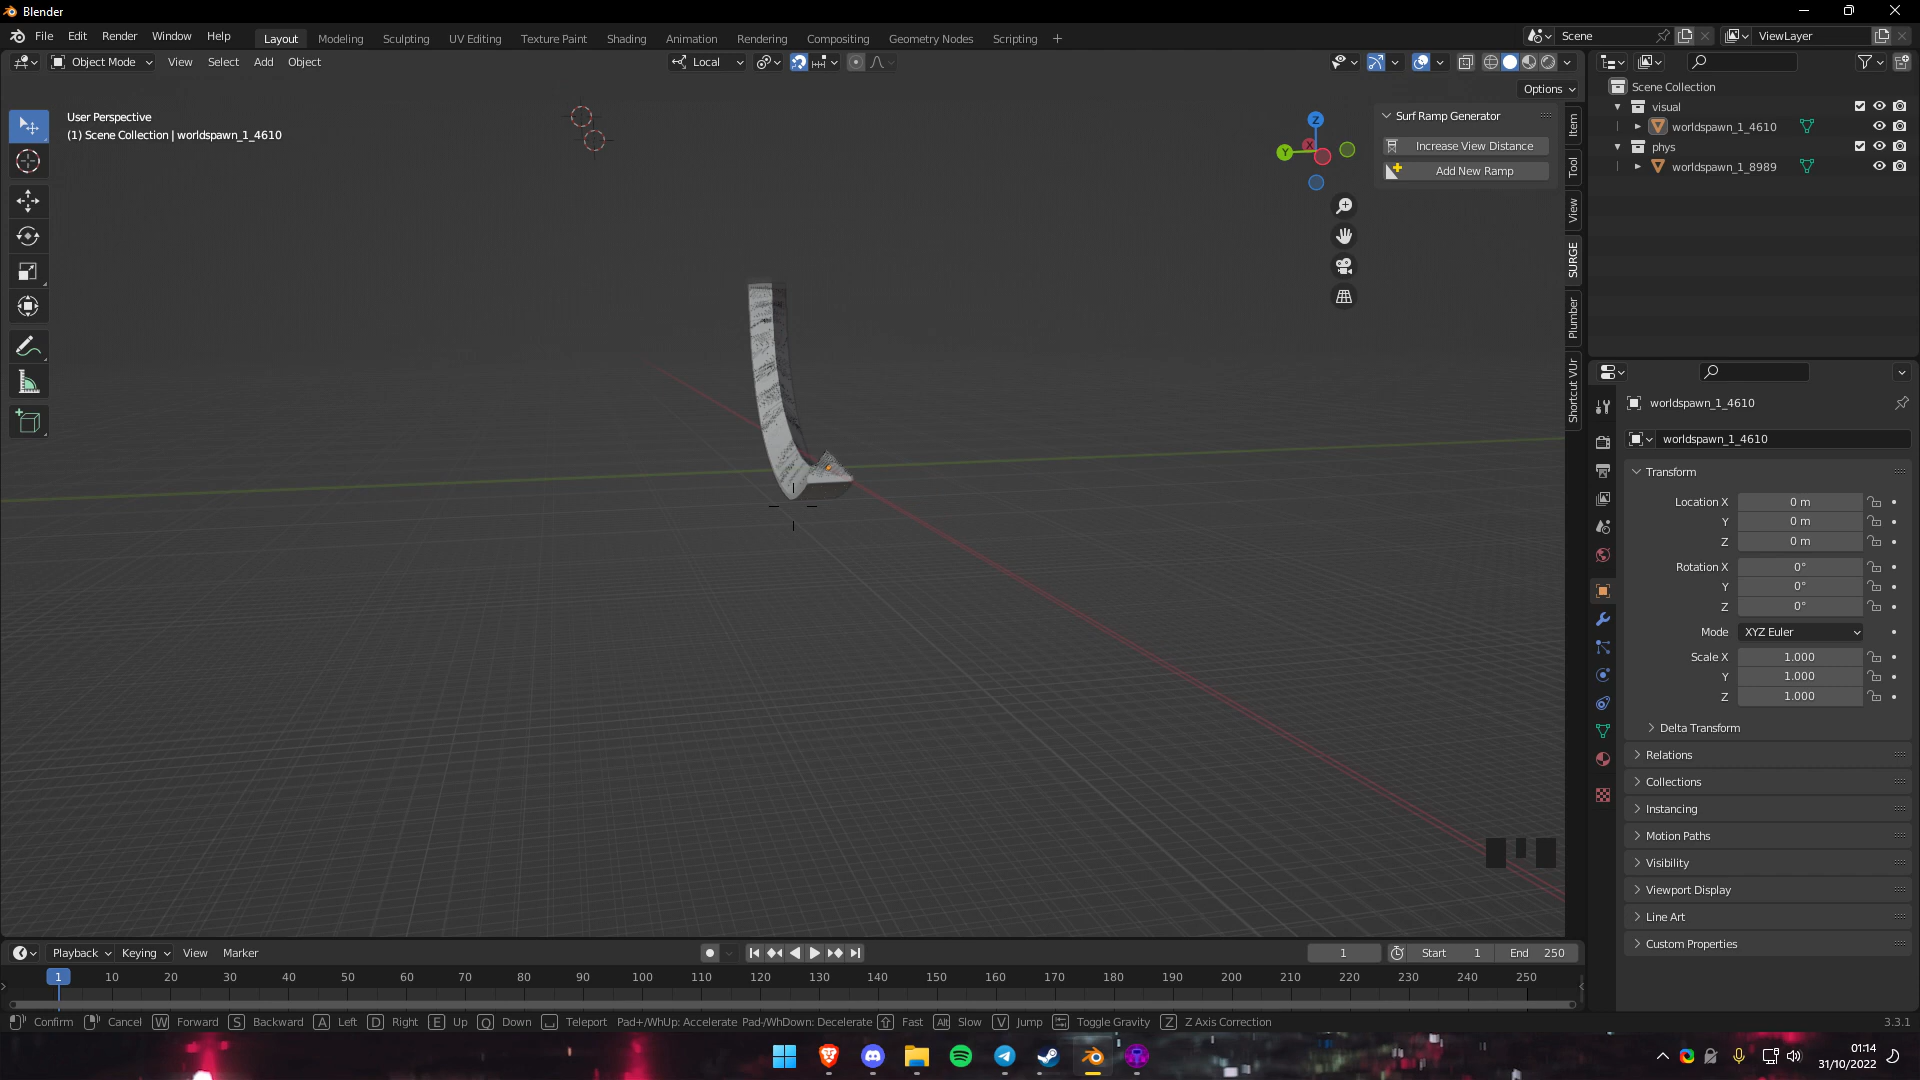 Blender
File Edit Render Window Help
Layout Modeling Sculpting UV Editing Texture Paint Shading Animation Rendering Compositing Geometry Nodes Scripting
Scene
ViewLayer
Object Mode View Select Add Object
Local
Options
User Perspective
(1) Scene Collection | worldspawn_1_4610
Z
Y
X
Surf Ramp Generator
Increase View Distance
Add New Ramp
Item
Tool
View
SURGE
Plumber
Shortcut VUr
Scene Collection
visual
worldspawn_1_4610
phys
worldspawn_1_8989
worldspawn_1_4610
worldspawn_1_4610
Transform
Location X 0 m
Y 0 m
Z 0 m
Rotation X 0°
Y 0°
Z 0°
Mode XYZ Euler
Scale X 1.000
Y 1.000
Z 1.000
Delta Transform
Relations
Collections
Instancing
Motion Paths
Visibility
Viewport Display
Line Art
Custom Properties
Playback Keying View Marker
1 Start 1 End 250
1 10 20 30 40 50 60 70 80 90 100 110 120 130 140 150 160 170 180 190 200 210 220 230 240 250
Confirm Cancel W Forward S Backward A Left D Right E Up Q Down Teleport Pad+/WhUp: Accelerate Pad-/WhDown: Decelerate Fast Alt Slow V Jump Toggle Gravity Z Z Axis Correction 3.3.1
01:14
31/10/2022